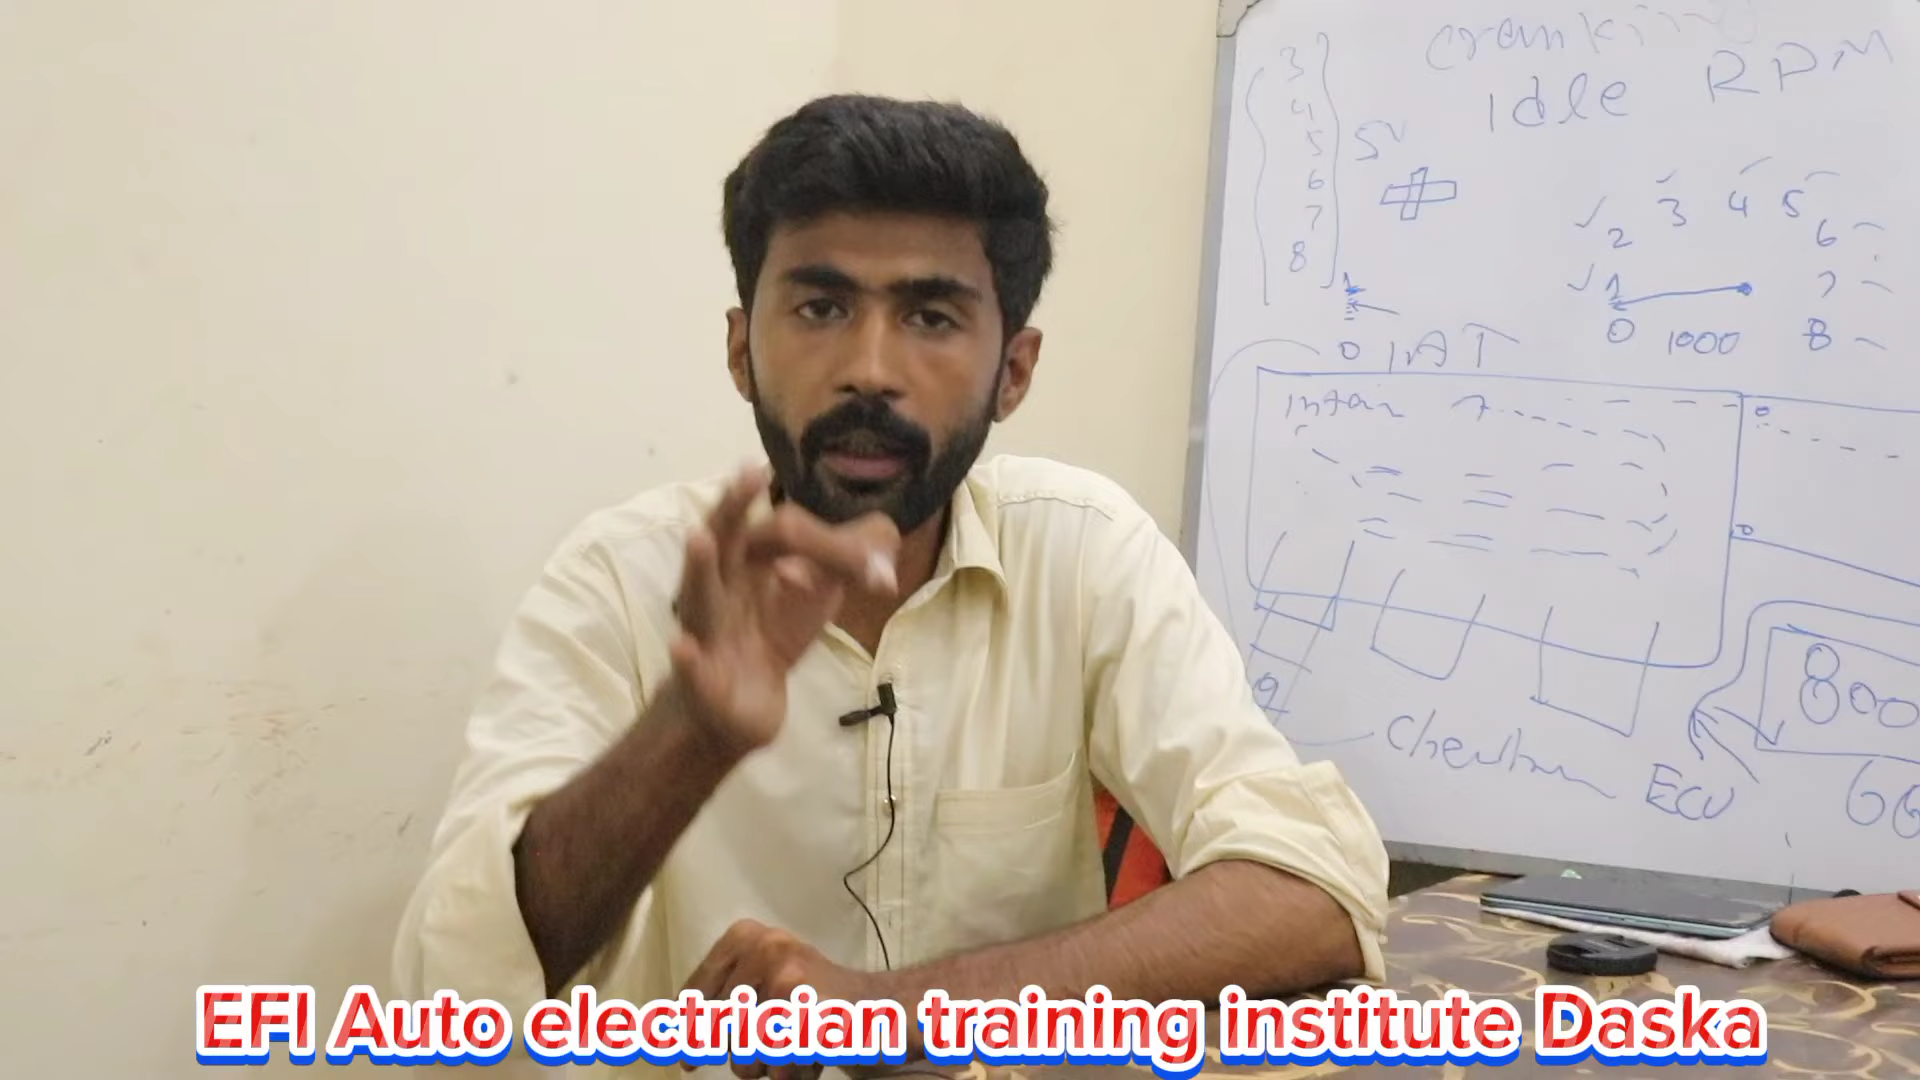 cranking
Idle RPM
3
4
5
6
7
8
5v
2 3 4 5
6
1
7
0 1000 8
0 IAT
ECU
800
EFI Auto electrician training institute Daska